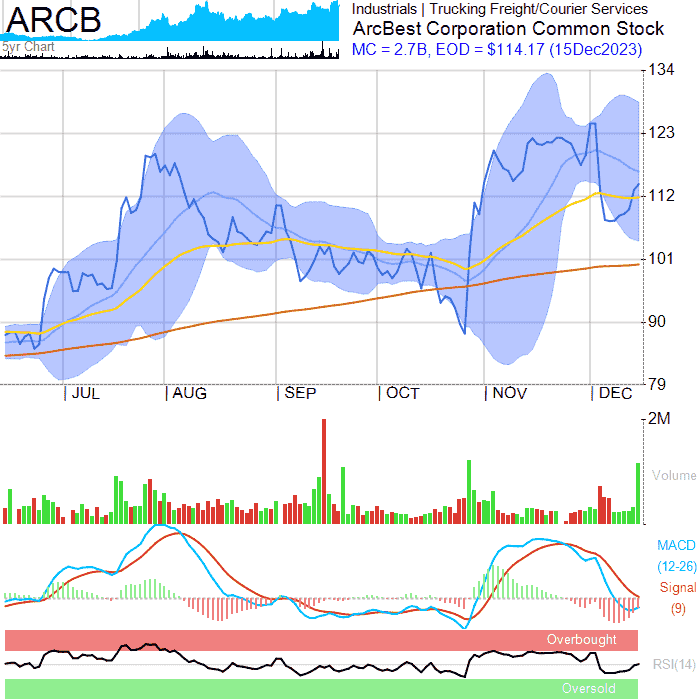 ARCB
5yr Chart
Industrials | Trucking Freight/Courier Services
ArcBest Corporation Common Stock
MC = 2.7B, EOD = $114.17 (15Dec2023)
134
123
112
101
90
79
JUL
AUG
SEP
OCT
NOV
DEC
2M
Volume
MACD
(12-26)
Signal
(9)
Overbought
RSI(14)
Oversold